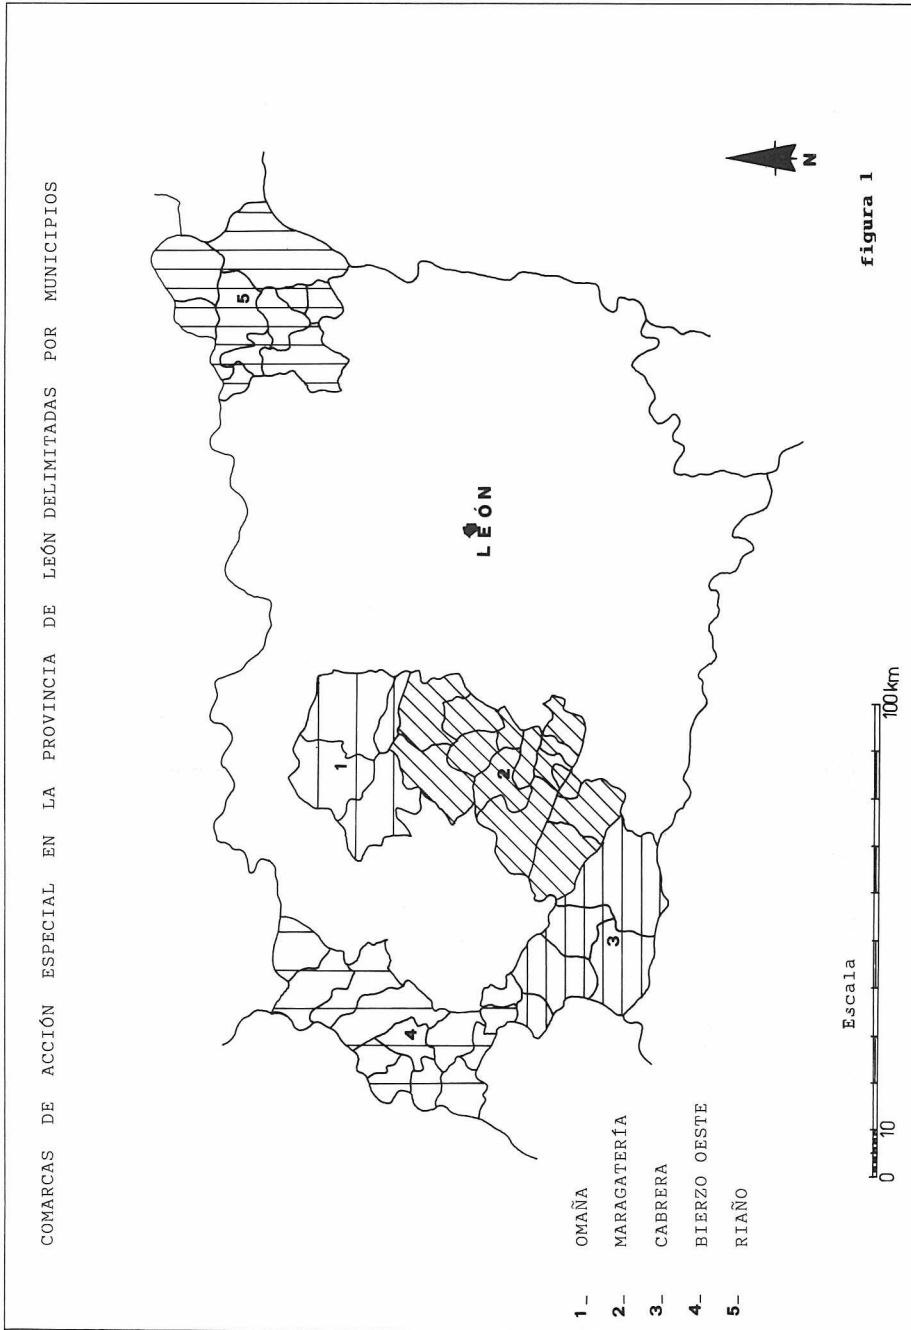 COMARCAS DE ACCIÓN ESPECIAL EN LA PROVINCIA DE LEÓN DELIMITADAS POR MUNICIPIOS
5
1
LEÓN
2
4
3
N
figura 1
1_ OMAÑA
2_ MARAGATERÍA
3_ CABRERA
4_ BIERZO OESTE
5_ RIAÑO
Escala
0 10 100km